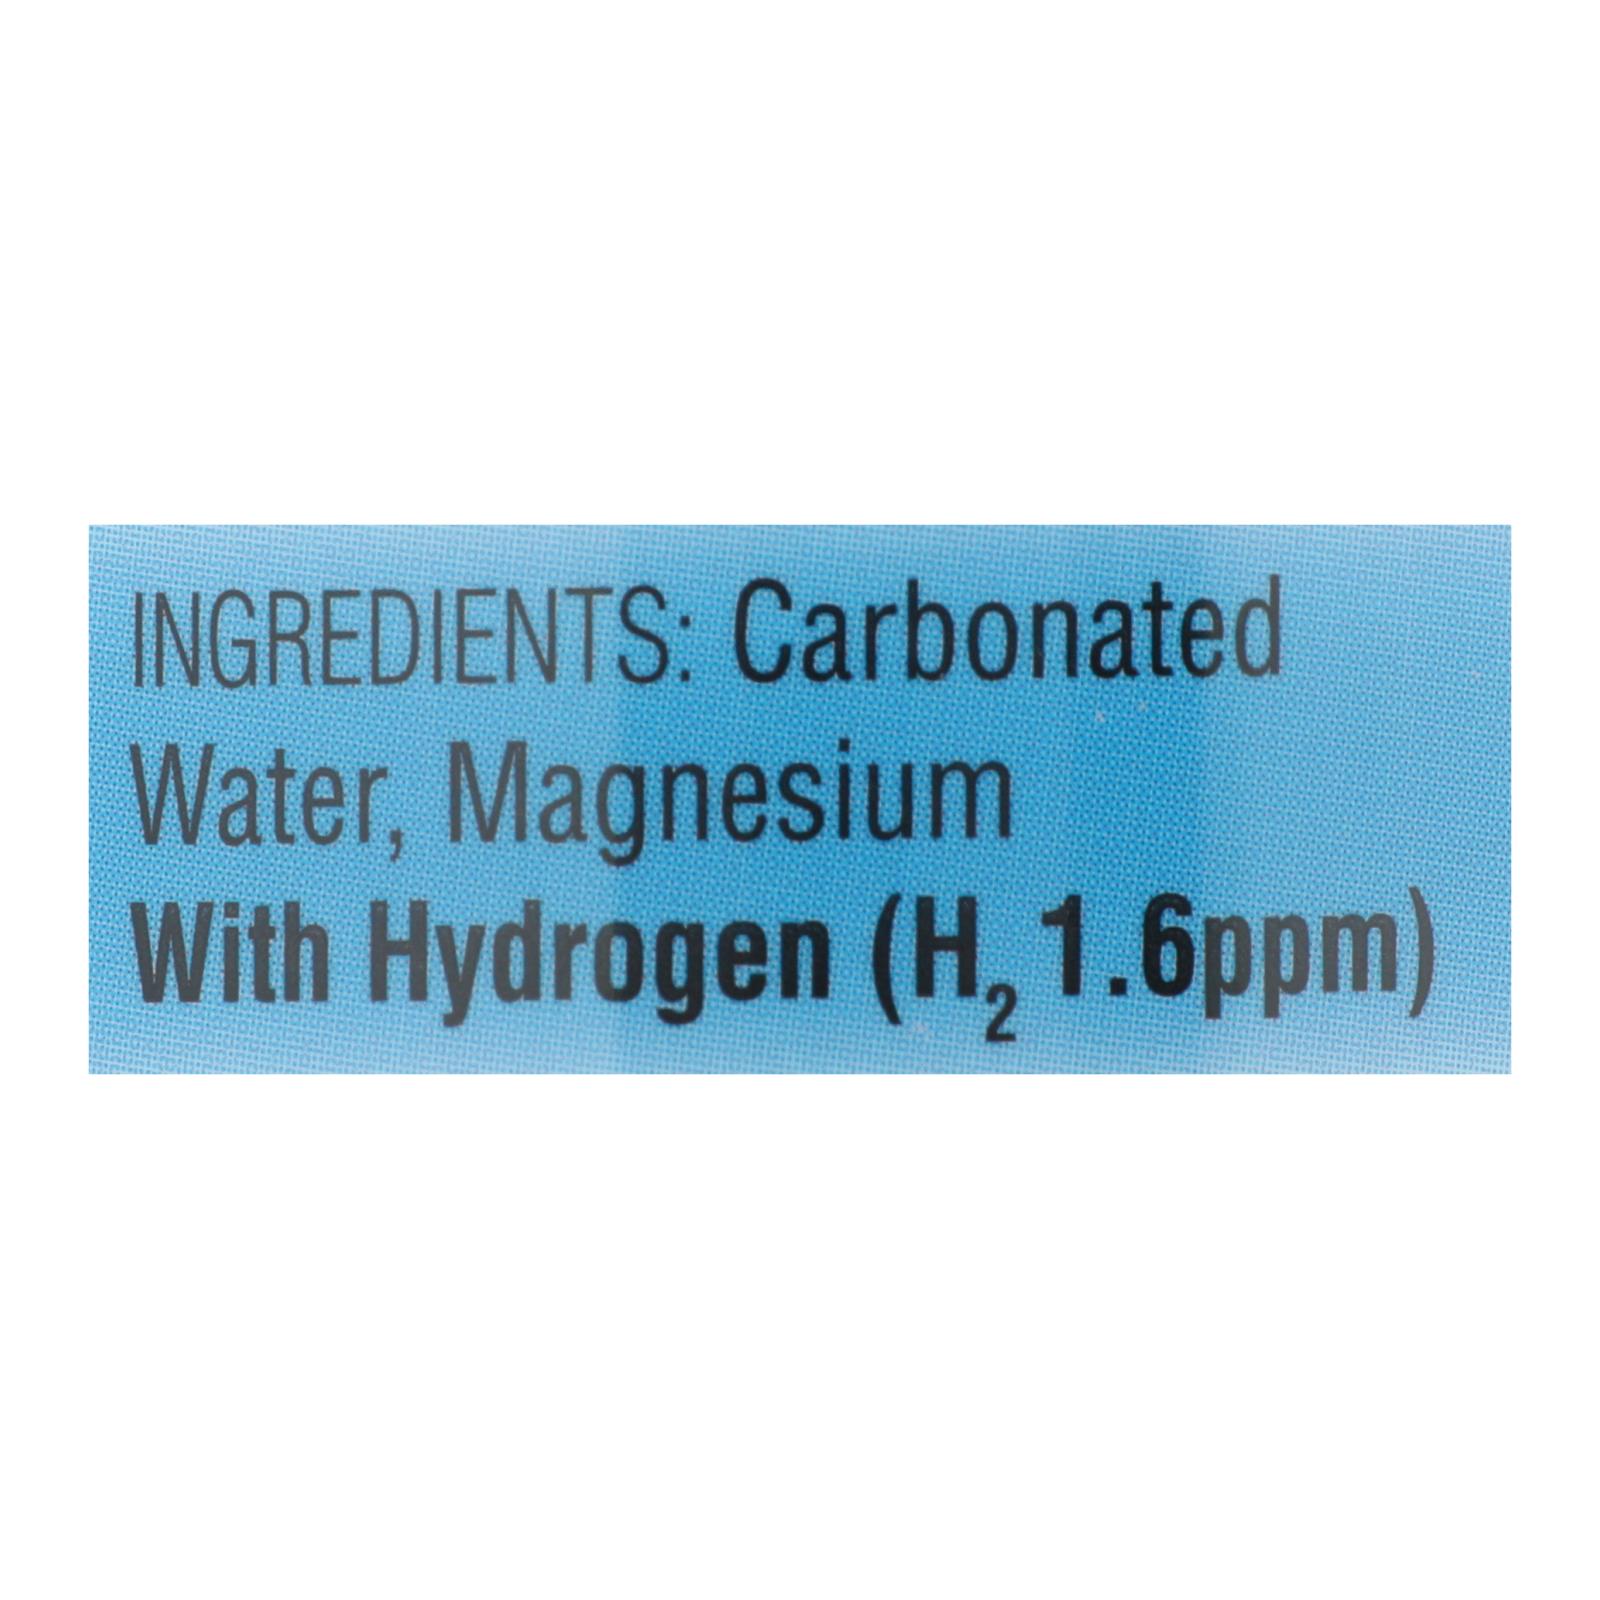 INGREDIENTS: Carbonated
Water, Magnesium
With Hydrogen (H₂ 1.6ppm)